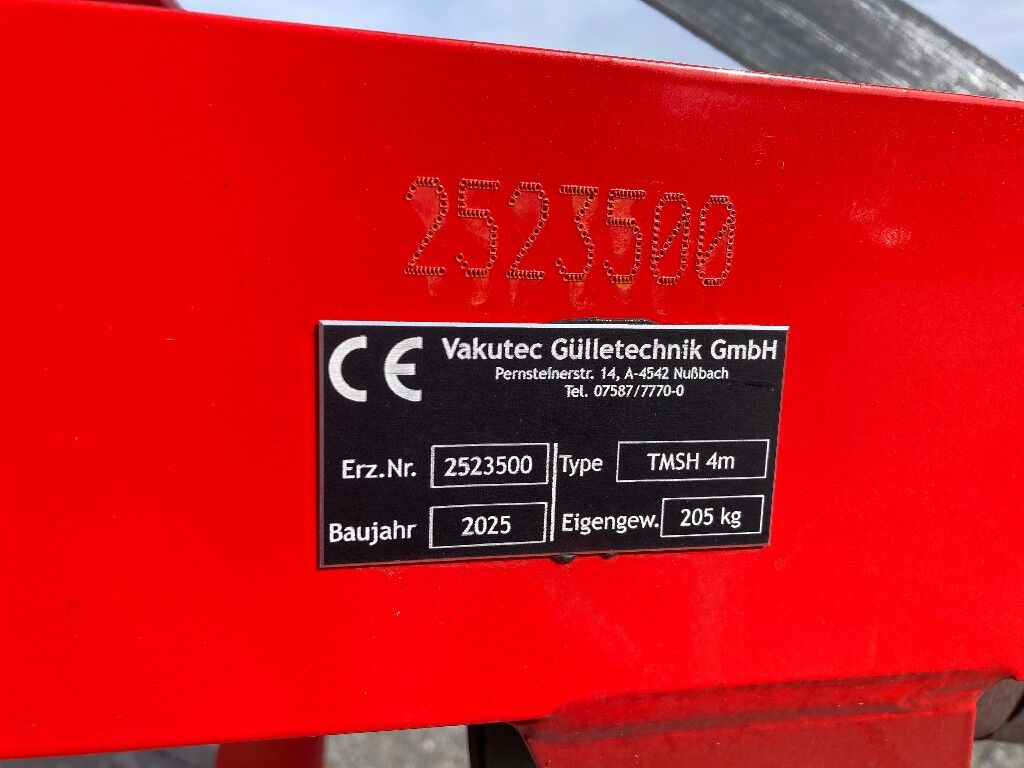 2523500
CE Vakutec Gülletechnik GmbH
Pernsteinerstr. 14, A-4542 Nußbach
Tel. 07587/7770-0
Erz.Nr. 2523500 Type TMSH 4m
Baujahr 2025 Eigengew. 205 kg